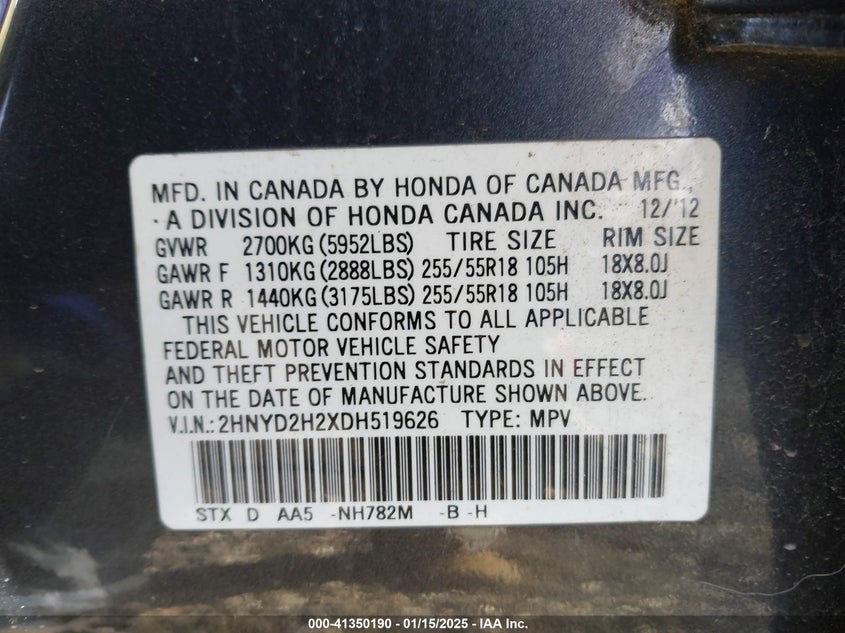 MFD. IN CANADA BY HONDA OF CANADA MFG.,
A DIVISION OF HONDA CANADA INC. 12/'12
GVWR 2700KG (5952LBS) TIRE SIZE RIM SIZE
GAWR F 1310KG (2888LBS) 255/55R18 105H 18X8.0J
GAWR R 1440KG (3175LBS) 255/55R18 105H 18X8.0J
THIS VEHICLE CONFORMS TO ALL APPLICABLE
FEDERAL MOTOR VEHICLE SAFETY
AND THEFT PREVENTION STANDARDS IN EFFECT
ON THE DATE OF MANUFACTURE SHOWN ABOVE.
V.I.N.:2HNYD2H2XDH519626 TYPE: MPV
STX D AA5 -NH782M -B -H
000-41350190 - 01/15/2025 - IAA Inc.